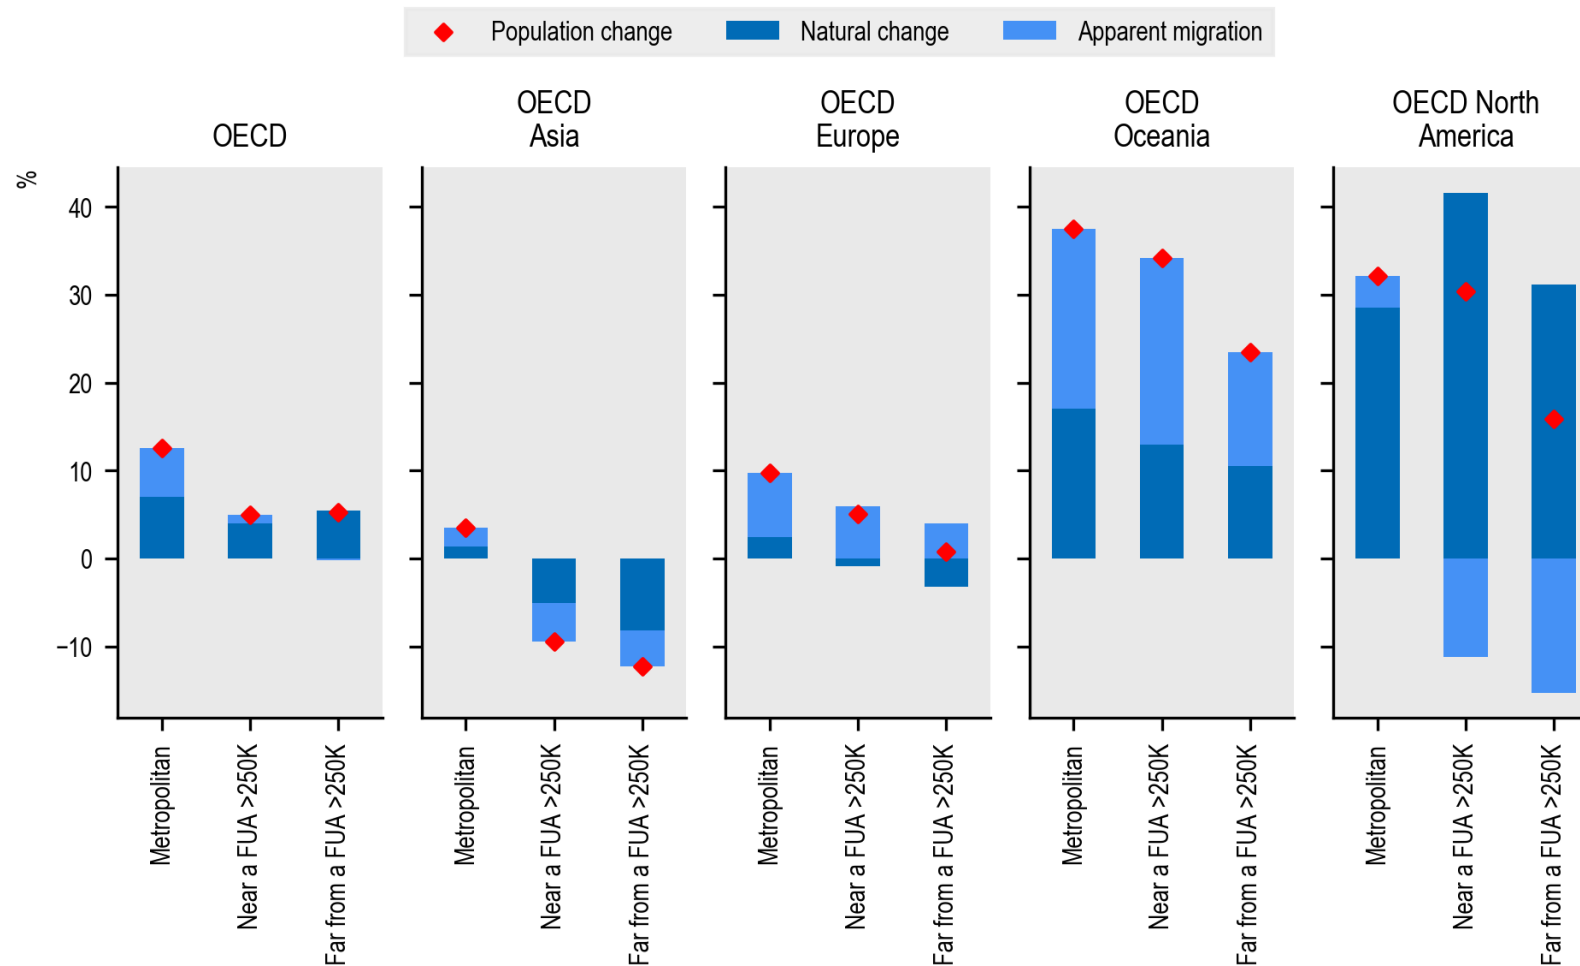 Population change
Natural change
Apparent migration
OECD
OECD
Asia
OECD
Europe
OECD
Oceania
OECD North
America
%
40
30
20
10
0
−10
Metropolitan
Near a FUA >250K
Far from a FUA >250K
Metropolitan
Near a FUA >250K
Far from a FUA >250K
Metropolitan
Near a FUA >250K
Far from a FUA >250K
Metropolitan
Near a FUA >250K
Far from a FUA >250K
Metropolitan
Near a FUA >250K
Far from a FUA >250K